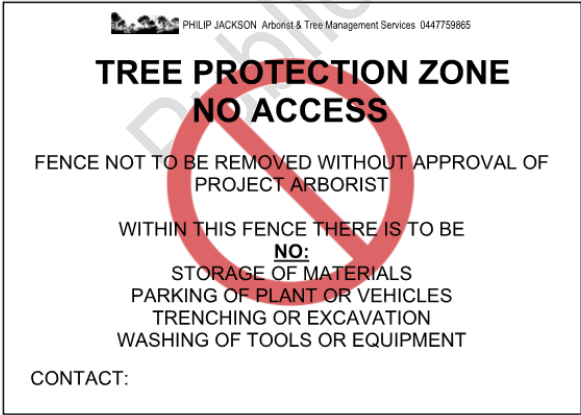 PHILIP JACKSON Arborist & Tree Management Services 0447759865
TREE PROTECTION ZONE
NO ACCESS
FENCE NOT TO BE REMOVED WITHOUT APPROVAL OF
PROJECT ARBORIST
WITHIN THIS FENCE THERE IS TO BE
NO:
STORAGE OF MATERIALS
PARKING OF PLANT OR VEHICLES
TRENCHING OR EXCAVATION
WASHING OF TOOLS OR EQUIPMENT
CONTACT: